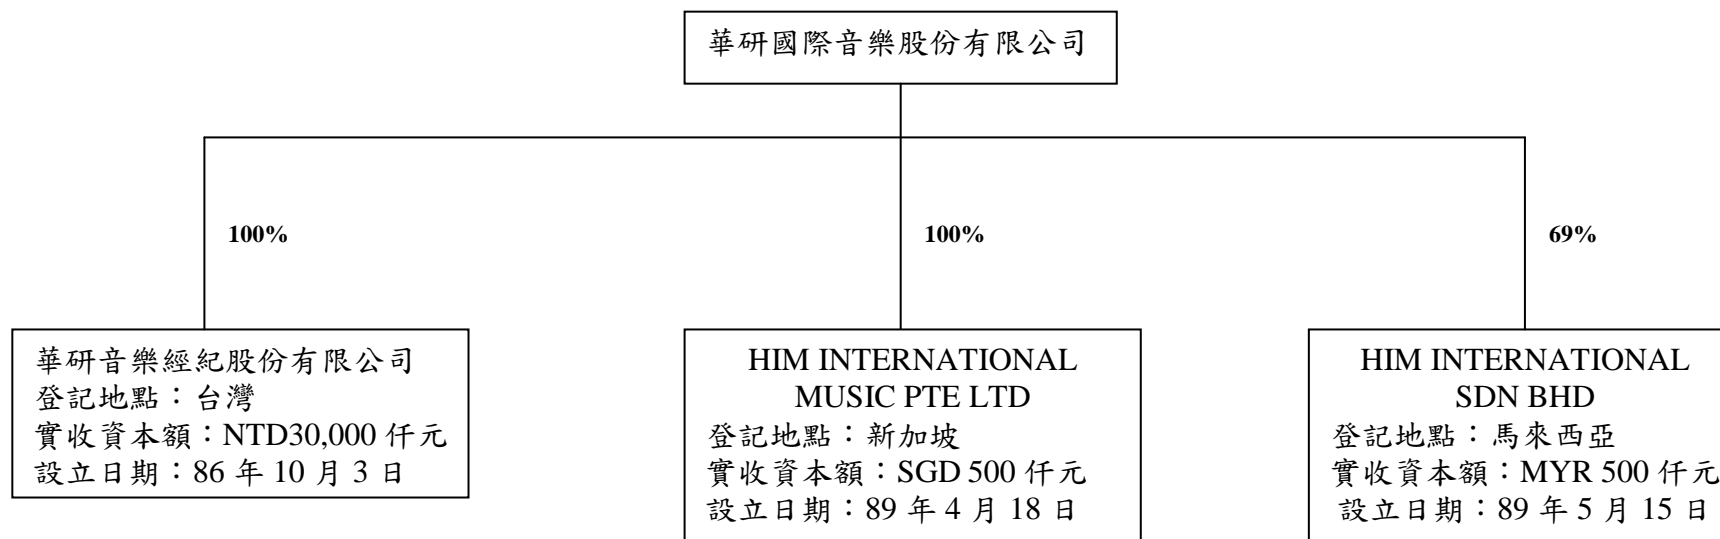 華研國際音樂股份有限公司
100%
100%
69%
華研音樂經紀股份有限公司
登記地點：台灣
實收資本額：NTD30,000 仟元
設立日期：86 年 10 月 3 日
HIM INTERNATIONAL
MUSIC PTE LTD
登記地點：新加坡
實收資本額：SGD 500 仟元
設立日期：89 年 4 月 18 日
HIM INTERNATIONAL
SDN BHD
登記地點：馬來西亞
實收資本額：MYR 500 仟元
設立日期：89 年 5 月 15 日